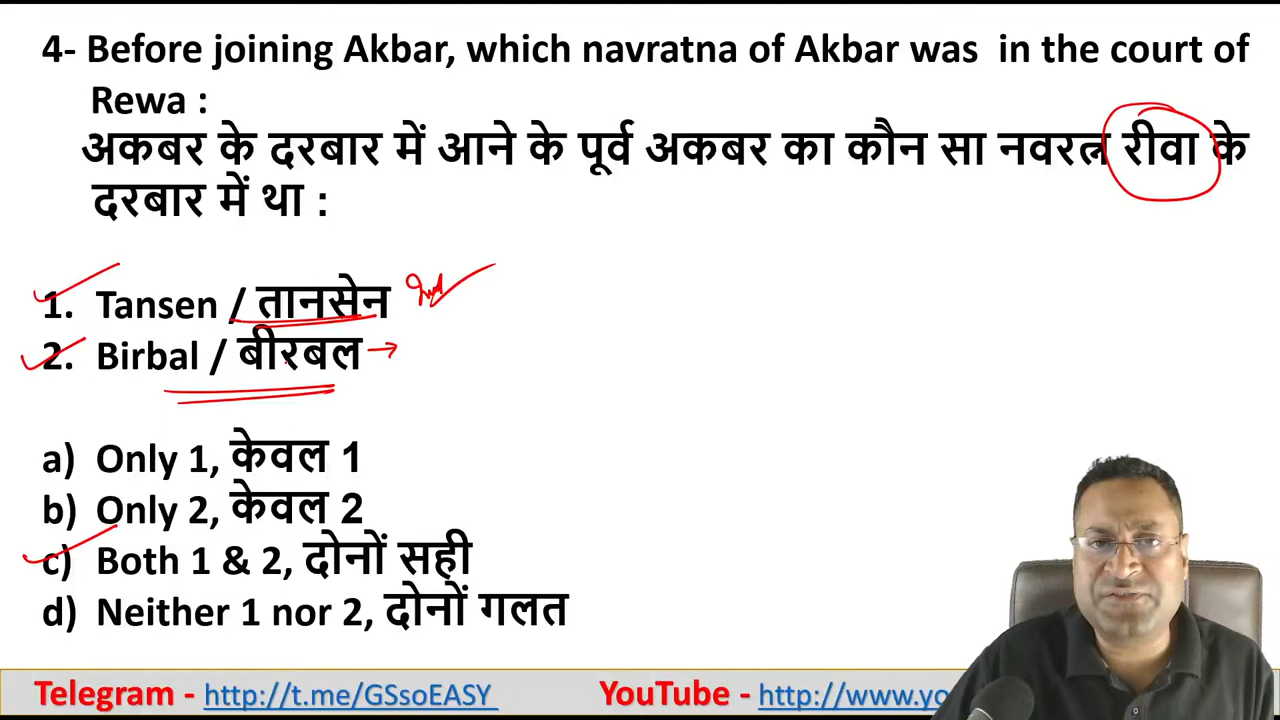 4- Before joining Akbar, which navratna of Akbar was in the court of
Rewa :
अकबर के दरबार में आने के पूर्व अकबर का कौन सा नवरत्न रीवा के
दरबार में था :
1. Tansen / तानसेन
2. Birbal / बीरबल
a) Only 1, केवल 1
b) Only 2, केवल 2
c) Both 1 & 2, दोनों सही
d) Neither 1 nor 2, दोनों गलत
Telegram - http://t.me/GSsoEASY YouTube - http://www.yo